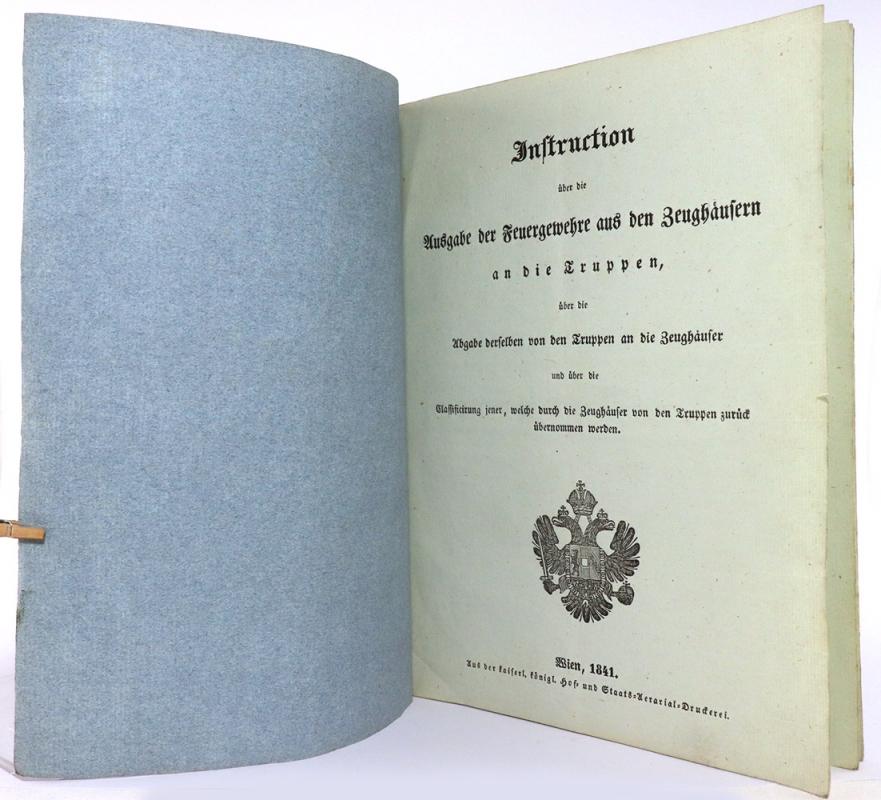 Instruction
über die
Ausgabe der Feuergewehre aus den Zeughäusern
an die Truppen,
über die
Abgabe derselben von den Truppen an die Zeughäuser
und über die
Classificirung jener, welche durch die Zeughäuser von den Truppen zurück
übernommen werden.
Wien, 1841.
Aus der kaiserl. königl. Hof- und Staats-Aerarial-Druckerei.